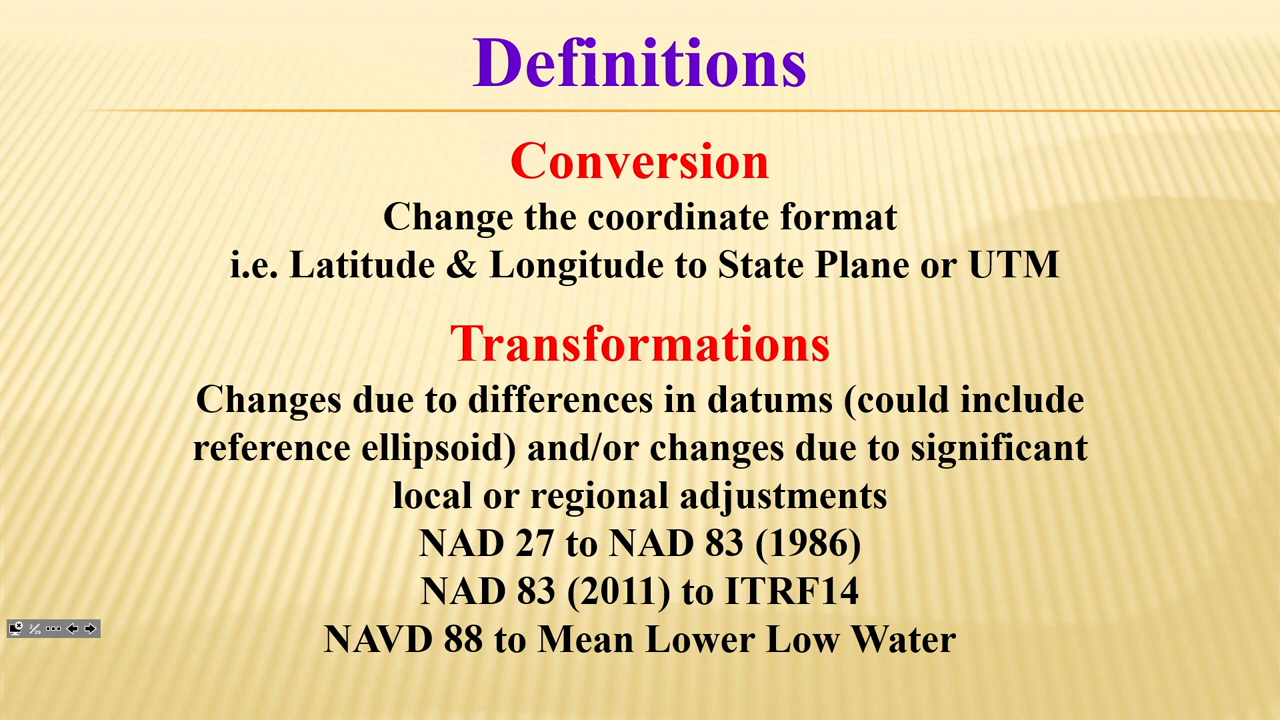 Definitions
Conversion
Change the coordinate format
i.e. Latitude & Longitude to State Plane or UTM
Transformations
Changes due to differences in datums (could include
reference ellipsoid) and/or changes due to significant
local or regional adjustments
NAD 27 to NAD 83 (1986)
NAD 83 (2011) to ITRF14
NAVD 88 to Mean Lower Low Water